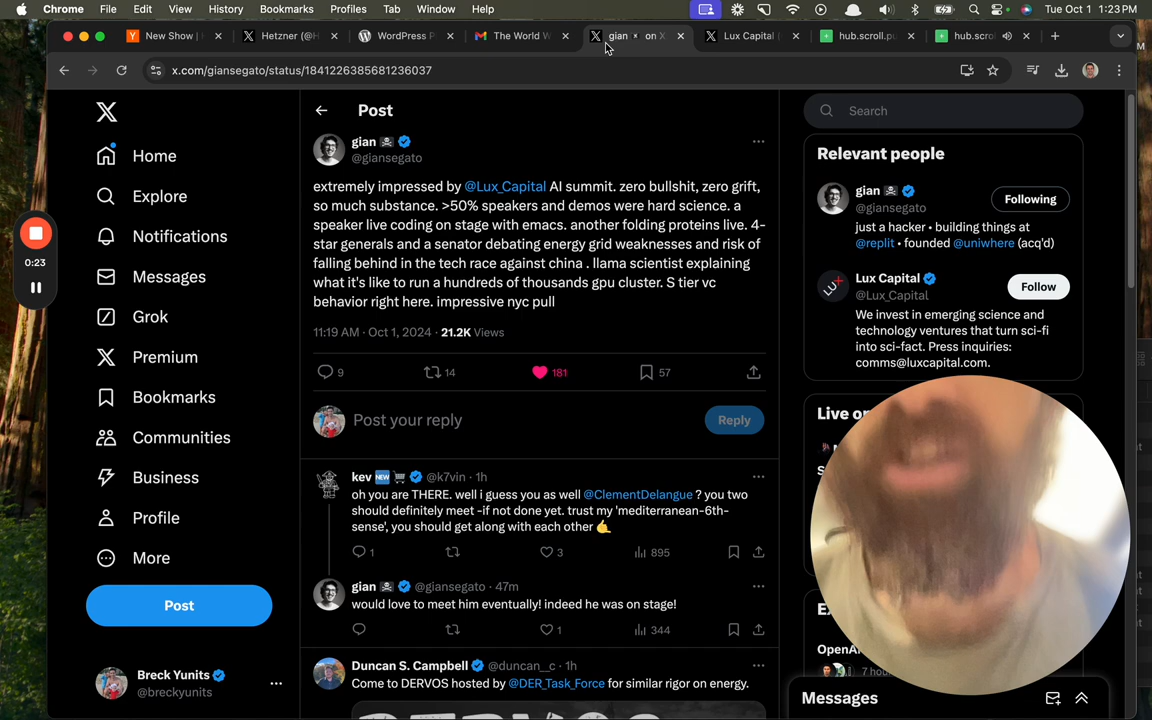 Chrome File Edit View History Bookmarks Profiles Tab Window Help Tue Oct 1 1:23 PM
New Show | Hetzner (@H WordPress P The World W gian on X Lux Capital ( hub.scroll.pu hub.scro
x.com/giansegato/status/1841226385681236037
Home
Explore
Notifications
Messages
Grok
Premium
Bookmarks
Communities
Business
Profile
More
Post
Breck Yunits
@breckyunits
0:23
Post
gian
@giansegato
extremely impressed by @Lux_Capital AI summit. zero bullshit, zero grift,
so much substance. >50% speakers and demos were hard science. a
speaker live coding on stage with emacs. another folding proteins live. 4-
star generals and a senator debating energy grid weaknesses and risk of
falling behind in the tech race against china . llama scientist explaining
what it's like to run a hundreds of thousands gpu cluster. S tier vc
behavior right here. impressive nyc pull
11:19 AM · Oct 1, 2024 · 21.2K Views
9 14 181 57
Post your reply
Reply
kev NEW @k7vin · 1h
oh you are THERE. well i guess you as well @ClementDelangue ? you two
should definitely meet -if not done yet. trust my 'mediterranean-6th-
sense', you should get along with each other
1 3 895
gian @giansegato · 47m
would love to meet him eventually! indeed he was on stage!
1 344
Duncan S. Campbell @duncan__c · 1h
Come to DERVOS hosted by @DER_Task_Force for similar rigor on energy.
Search
Relevant people
gian
@giansegato
Following
just a hacker • building things at
@replit • founded @uniwhere (acq'd)
Lux Capital
@Lux_Capital
Follow
We invest in emerging science and
technology ventures that turn sci-fi
into sci-fact. Press inquiries:
comms@luxcapital.com.
Live o
OpenA
7 hou
Messages